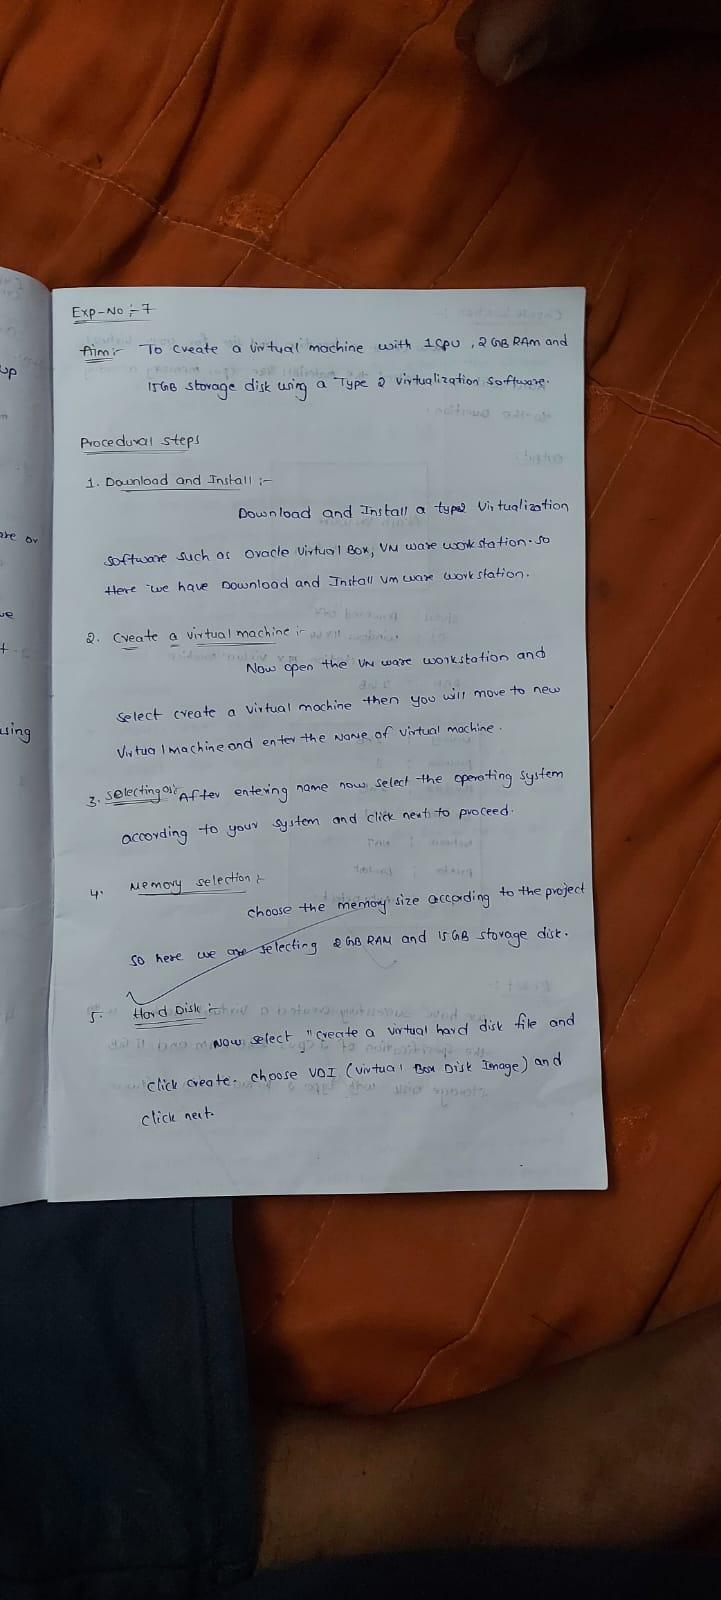 Exp-No :- 7
Aim :- To create a virtual machine with 1 CPU, 2 GB RAM and
15GB storage disk using a Type 2 virtualization software.
Procedural steps
1. Download and Install :-
Download and Install a type2 Virtualization
software such as Oracle Virtual Box, VM ware work station. so
Here we have Download and Install vm ware work station.
2. Create a virtual machine :-
Now open the VM ware workstation and
select create a virtual machine then you will move to new
Virtual machine and enter the Name of virtual machine.
3. Selecting os :- After entering name now select the operating system
according to your system and click next to proceed.
4. Memory selection :-
choose the memory size according to the project
so here we are selecting 2 GB RAM and 15 GB storage disk.
5. Hard Disk :-
Now select "create a virtual hard disk file and
click create. choose VDI (virtual Box Disk Image) and
click next.
up
are or
ve
t.
using